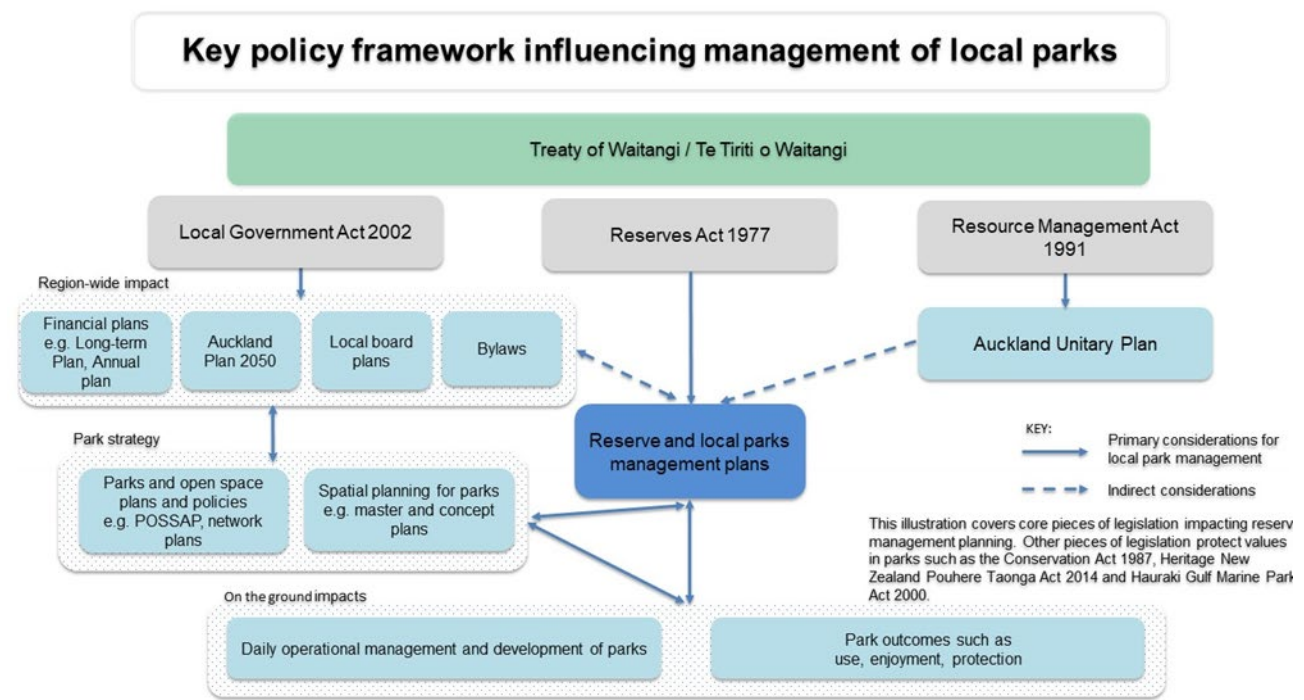 Key policy framework influencing management of local parks
Treaty of Waitangi / Te Tiriti o Waitangi
Local Government Act 2002
Reserves Act 1977
Resource Management Act
1991
Region-wide impact
Financial plans
e.g. Long-term
Plan, Annual
plan
Auckland
Plan 2050
Local board
plans
Bylaws
Auckland Unitary Plan
Reserve and local parks
management plans
Park strategy
Parks and open space
plans and policies
e.g. POSSAP, network
plans
Spatial planning for parks
e.g. master and concept
plans
KEY:
Primary considerations for
local park management
Indirect considerations
This illustration covers core pieces of legislation impacting reserv
management planning. Other pieces of legislation protect values
in parks such as the Conservation Act 1987, Heritage New
Zealand Pouhere Taonga Act 2014 and Hauraki Gulf Marine Park
Act 2000.
On the ground impacts
Daily operational management and development of parks
Park outcomes such as
use, enjoyment, protection